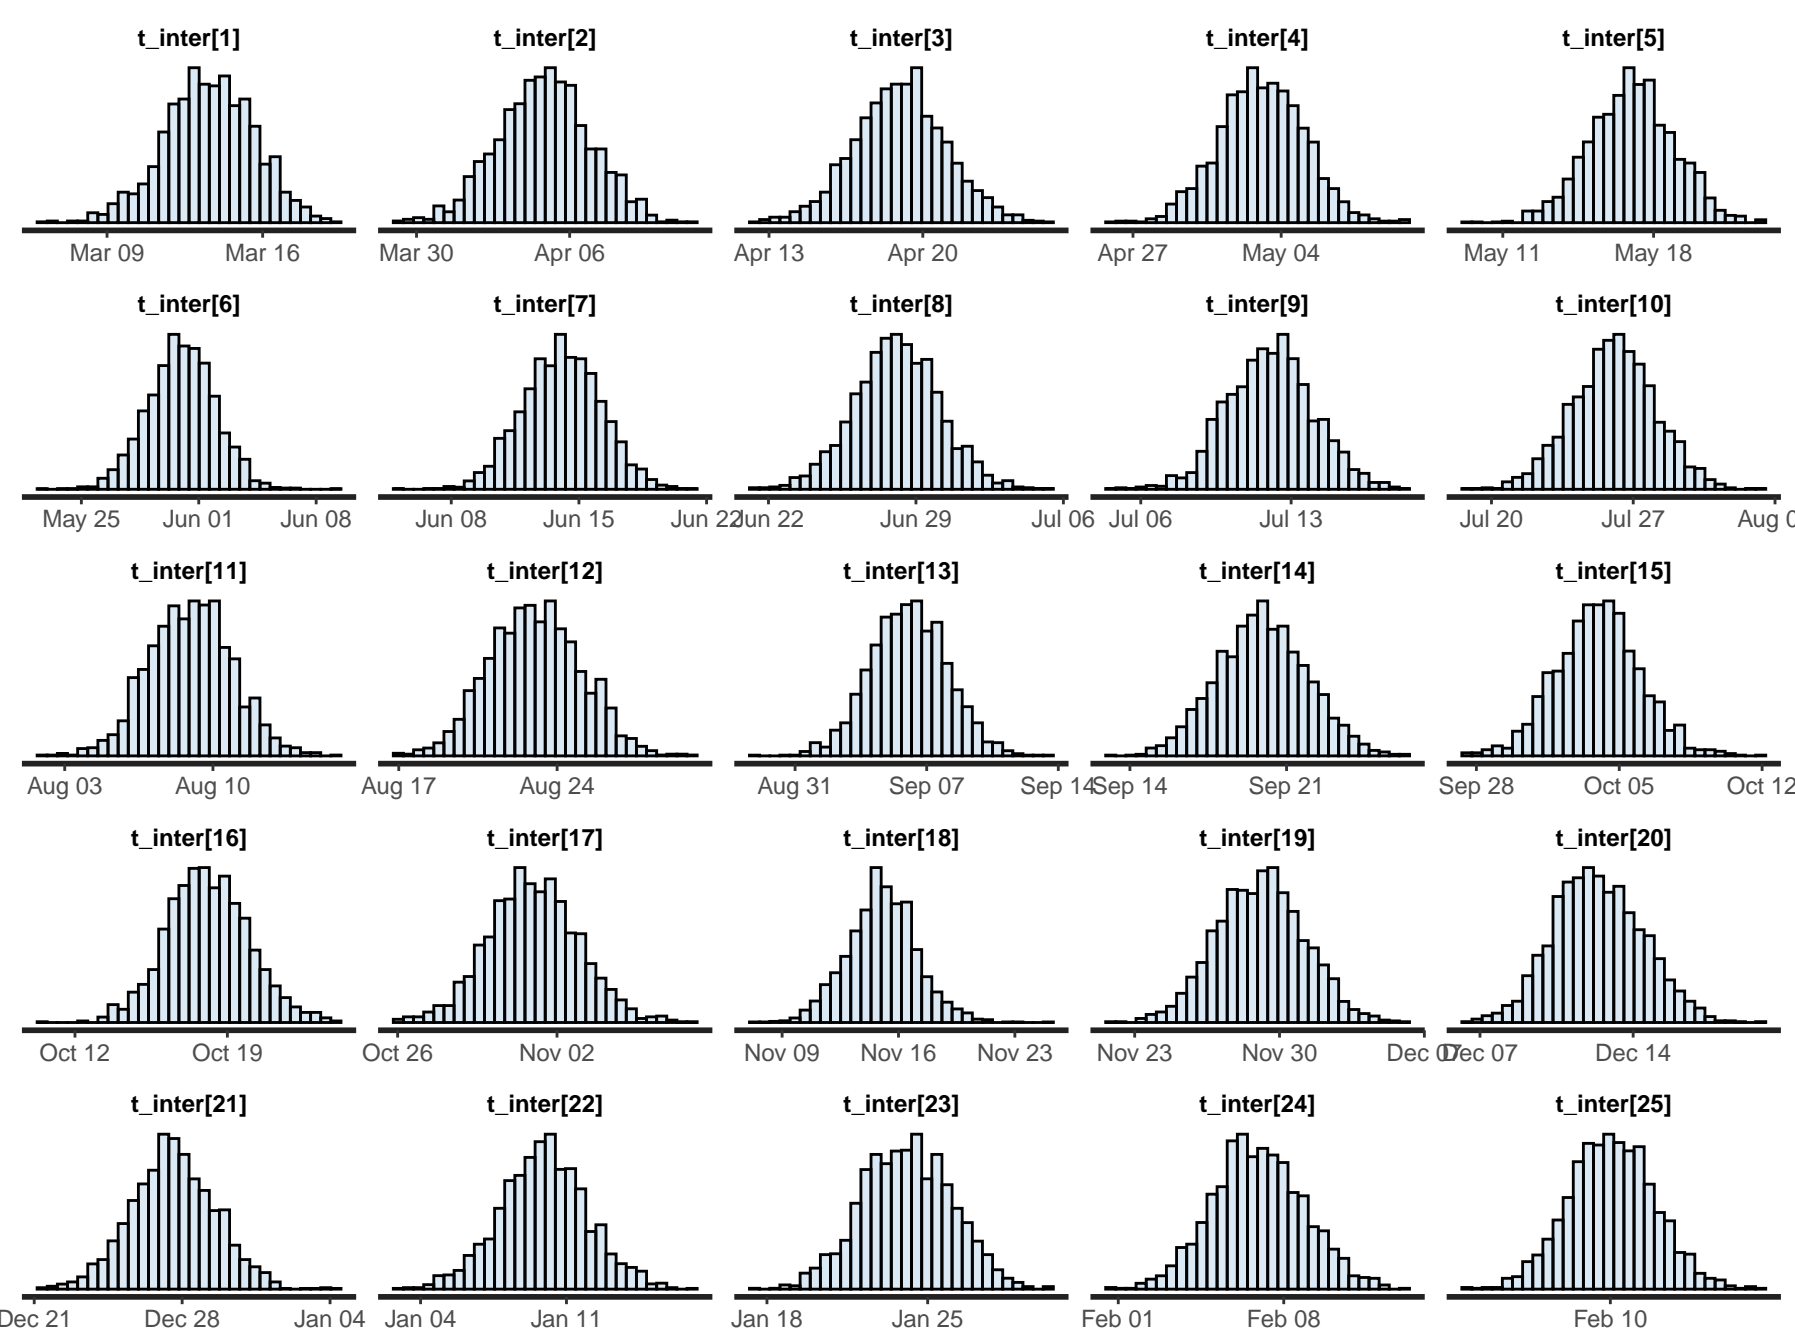 t_inter[1] t_inter[2] t_inter[3] t_inter[4] t_inter[5]
Mar 09 Mar 16 Mar 30 Apr 06 Apr 13 Apr 20 Apr 27 May 04 May 11 May 18
t_inter[6] t_inter[7] t_inter[8] t_inter[9] t_inter[10]
May 25 Jun 01 Jun 08 Jun 08 Jun 15 Jun 22 Jun 22 Jun 29 Jul 06 Jul 06 Jul 13 Jul 20 Jul 27 Aug 0
t_inter[11] t_inter[12] t_inter[13] t_inter[14] t_inter[15]
Aug 03 Aug 10 Aug 17 Aug 24 Aug 31 Sep 07 Sep 14 Sep 14 Sep 21 Sep 28 Oct 05 Oct 12
t_inter[16] t_inter[17] t_inter[18] t_inter[19] t_inter[20]
Oct 12 Oct 19 Oct 26 Nov 02 Nov 09 Nov 16 Nov 23 Nov 23 Nov 30 Dec 07 Dec 07 Dec 14
t_inter[21] t_inter[22] t_inter[23] t_inter[24] t_inter[25]
Dec 21 Dec 28 Jan 04 Jan 04 Jan 11 Jan 18 Jan 25 Feb 01 Feb 08 Feb 10